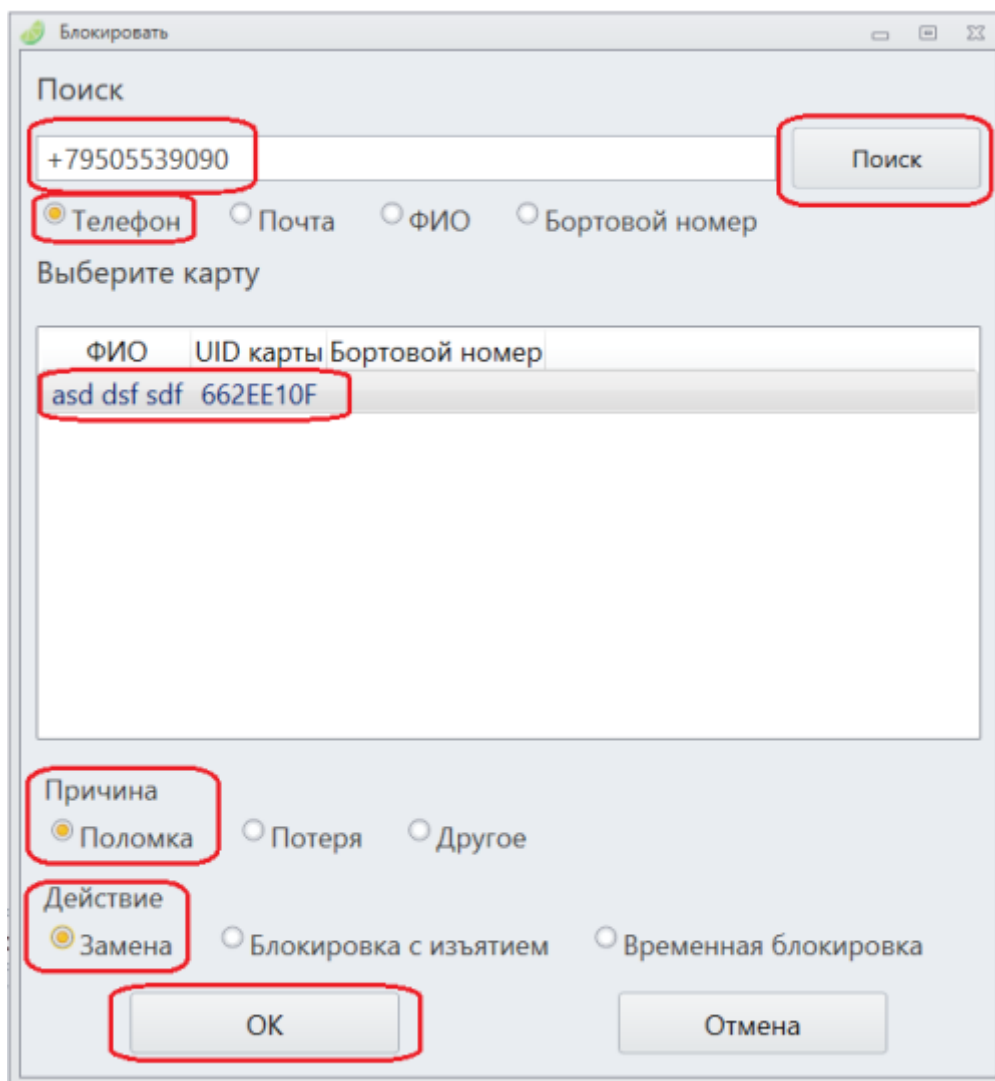 Блокировать
Поиск
+79505539090 Поиск
Телефон Почта ФИО Бортовой номер
Выберите карту
ФИО UID карты Бортовой номер
asd dsf sdf 662EE10F
Причина
Поломка Потеря Другое
Действие
Замена Блокировка с изъятием Временная блокировка
ОК Отмена